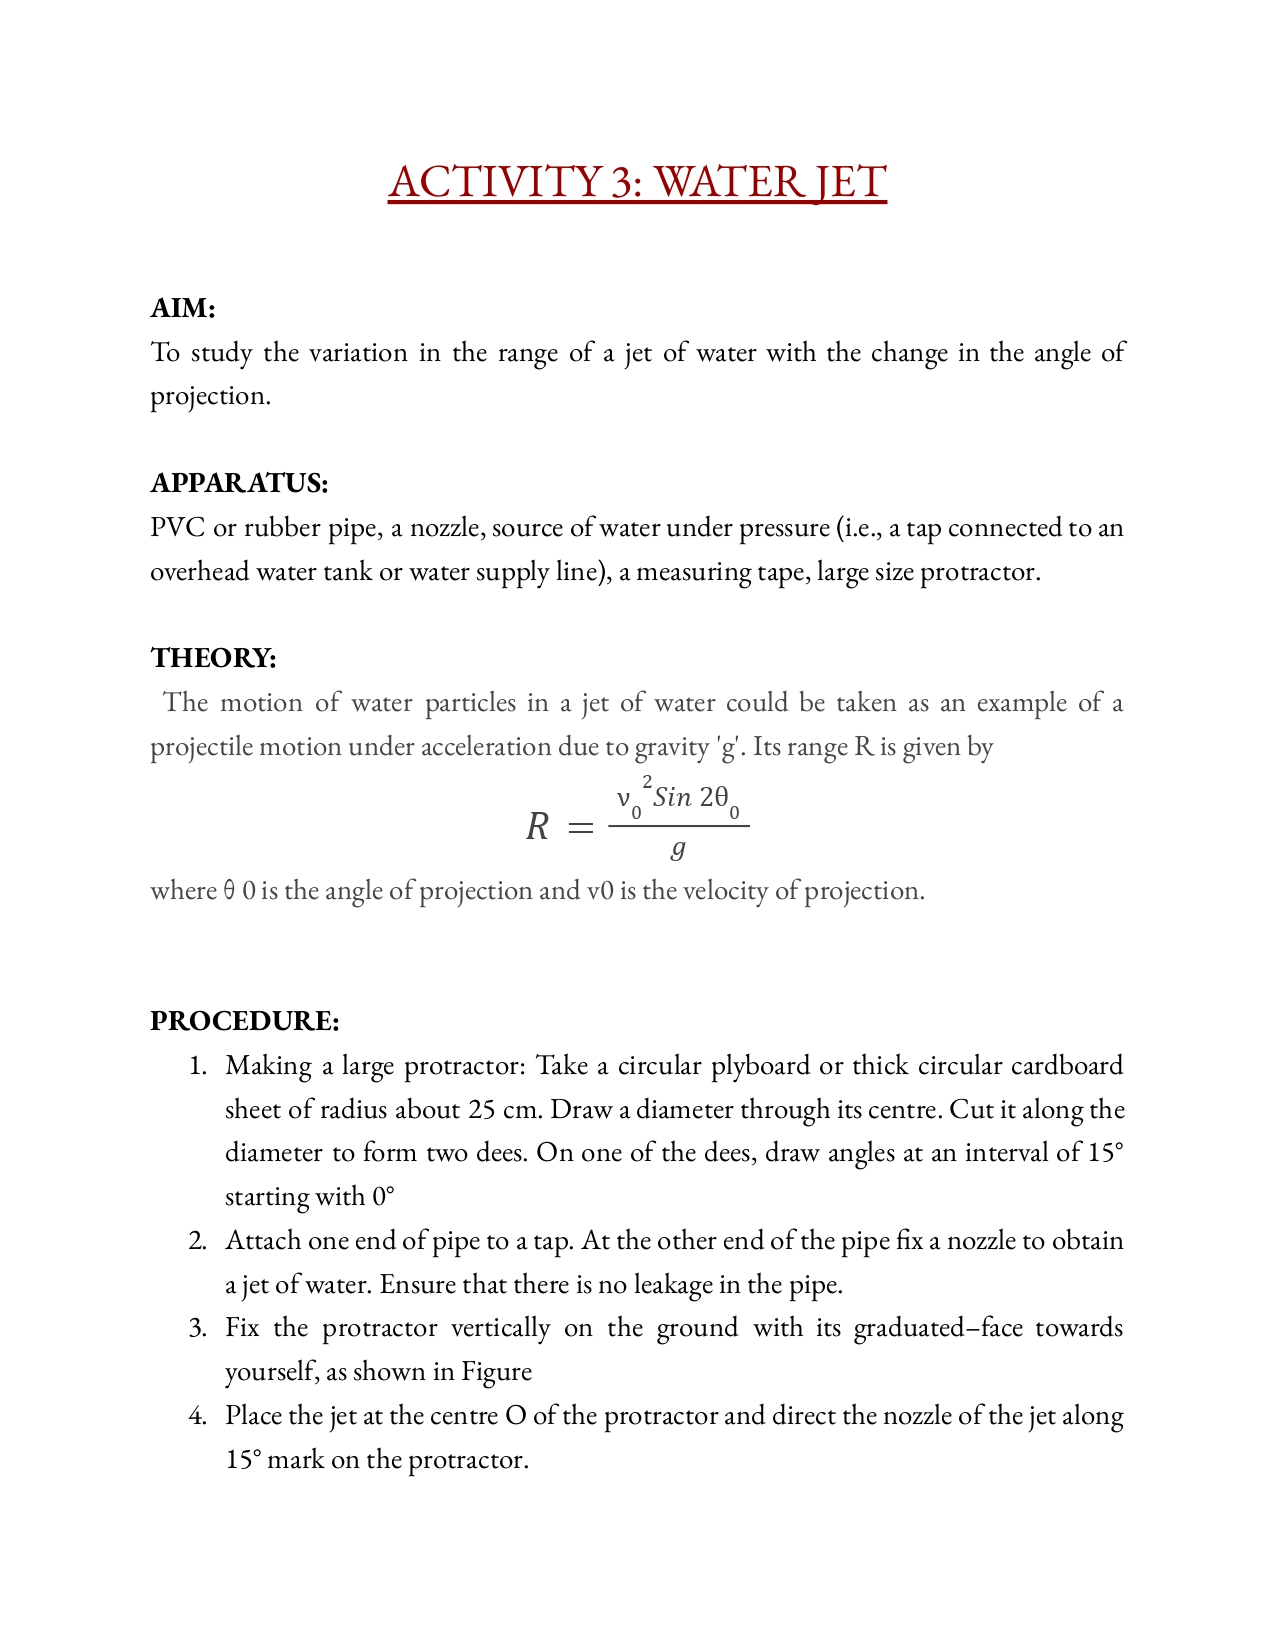 ACTIVITY 3: WATER JET
AIM:
To study the variation in the range of a jet of water with the change in the angle of
projection.
APPARATUS:
PVC or rubber pipe, a nozzle, source of water under pressure (i.e., a tap connected to an
overhead water tank or water supply line), a measuring tape, large size protractor.
THEORY:
The motion of water particles in a jet of water could be taken as an example of a
projectile motion under acceleration due to gravity 'g'. Its range R is given by
R = ν₀²Sin 2θ₀ / g
where θ 0 is the angle of projection and v0 is the velocity of projection.
PROCEDURE:
1. Making a large protractor: Take a circular plyboard or thick circular cardboard
sheet of radius about 25 cm. Draw a diameter through its centre. Cut it along the
diameter to form two dees. On one of the dees, draw angles at an interval of 15°
starting with 0°
2. Attach one end of pipe to a tap. At the other end of the pipe fix a nozzle to obtain
a jet of water. Ensure that there is no leakage in the pipe.
3. Fix the protractor vertically on the ground with its graduated–face towards
yourself, as shown in Figure
4. Place the jet at the centre O of the protractor and direct the nozzle of the jet along
15° mark on the protractor.